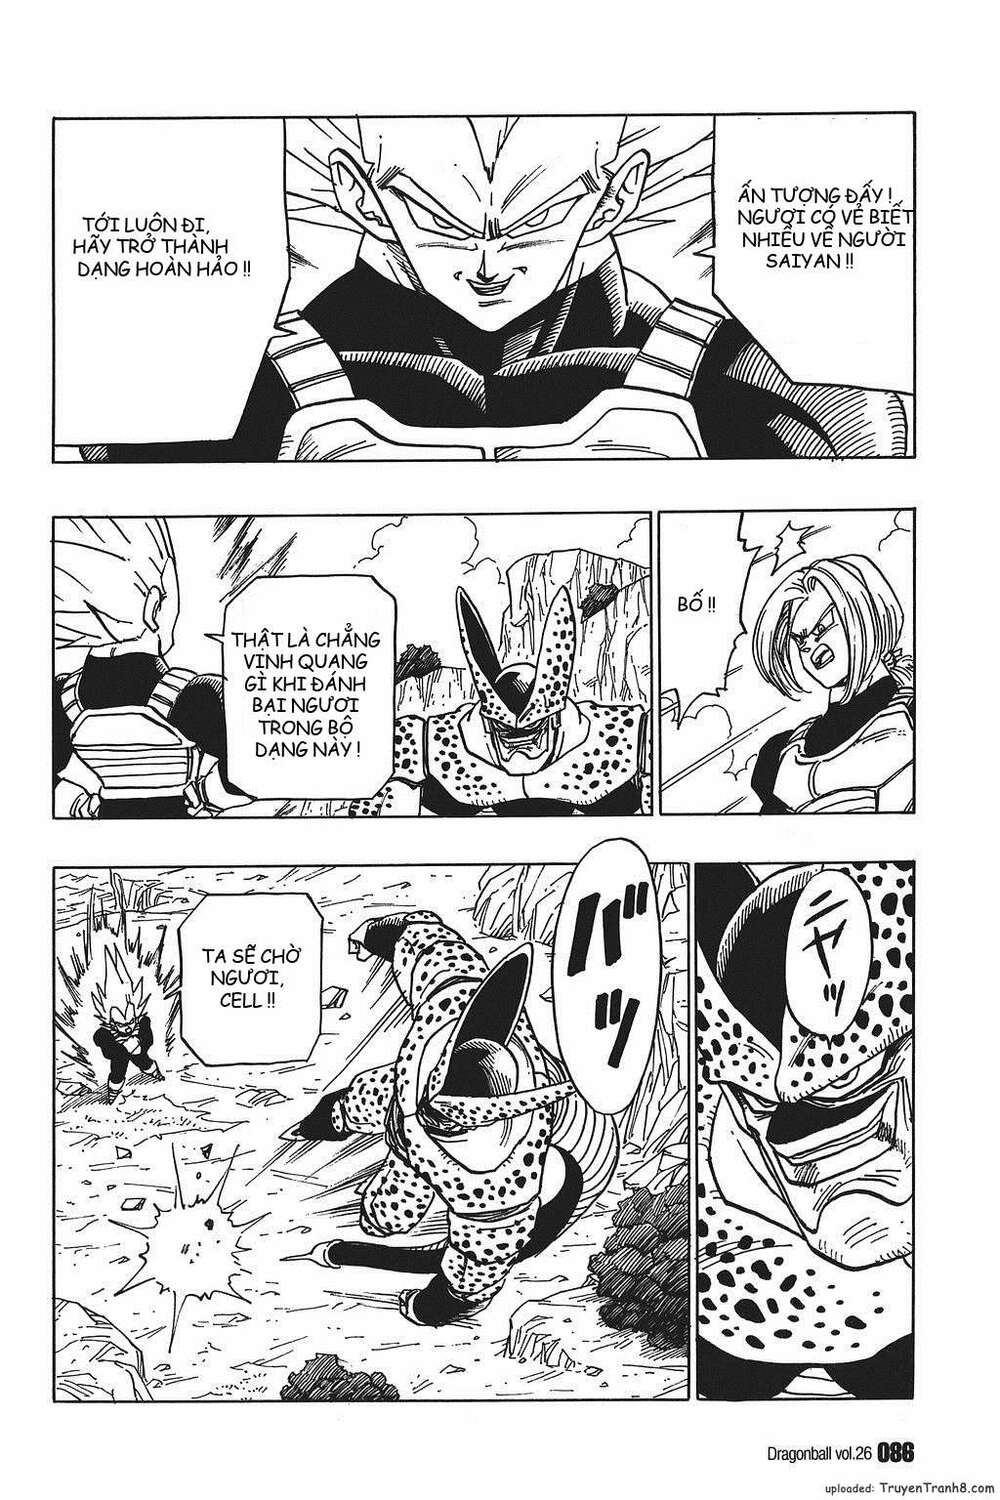 ẤN TƯỢNG ĐẤY !
NGƯƠI CÓ VẺ BIẾT
NHIỀU VỀ NGƯỜI
SAIYAN !!
TỚI LUÔN ĐI,
HÃY TRỞ THÀNH
DẠNG HOÀN HẢO !!
BỐ !!
THẬT LÀ CHẲNG
VINH QUANG
GÌ KHI ĐÁNH
BẠI NGƯƠI
TRONG BỘ
DẠNG NÀY !
ニヤッ
バッ
TA SẼ CHỜ
NGƯƠI,
CELL !!
Dragonball vol.26 086
uploaded: TruyenTranh8.com